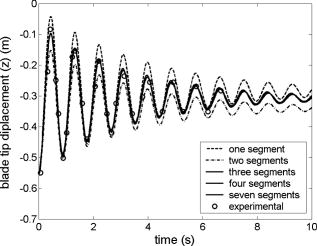 0
-0.1
-0.2
-0.3
-0.4
-0.5
-0.6
-0.7
blade tip diplacement (z) (m)
0 2 4 6 8 10
time (s)
one segment
two segments
three segments
four segments
seven segments
experimental